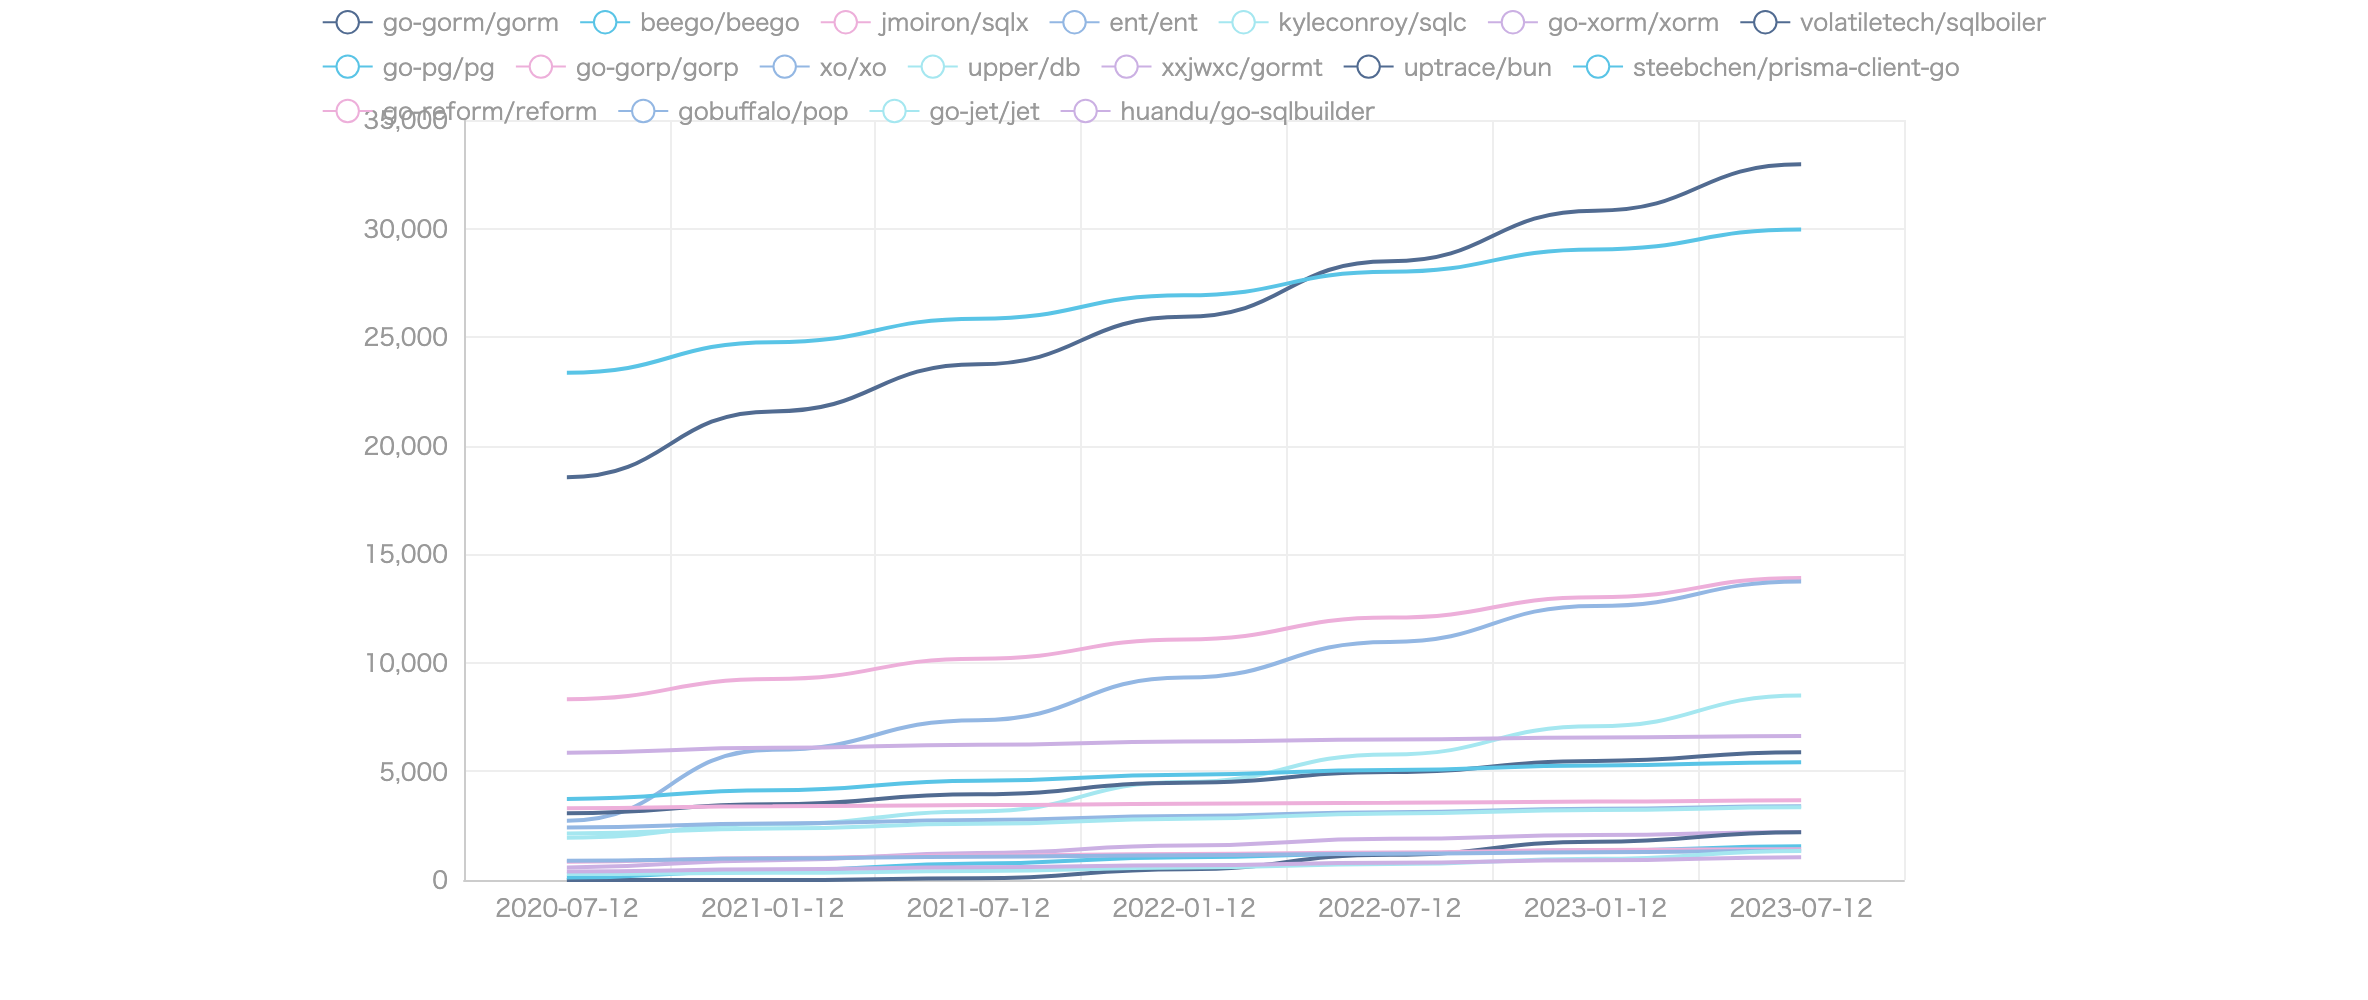 go-gorm/gorm beego/beego jmoiron/sqlx ent/ent kyleconroy/sqlc go-xorm/xorm volatiletech/sqlboiler
go-pg/pg go-gorp/gorp xo/xo upper/db xxjwxc/gormt uptrace/bun steebchen/prisma-client-go
go-reform/reform gobuffalo/pop go-jet/jet huandu/go-sqlbuilder
35,000
30,000
25,000
20,000
15,000
10,000
5,000
0
2020-07-12 2021-01-12 2021-07-12 2022-01-12 2022-07-12 2023-01-12 2023-07-12